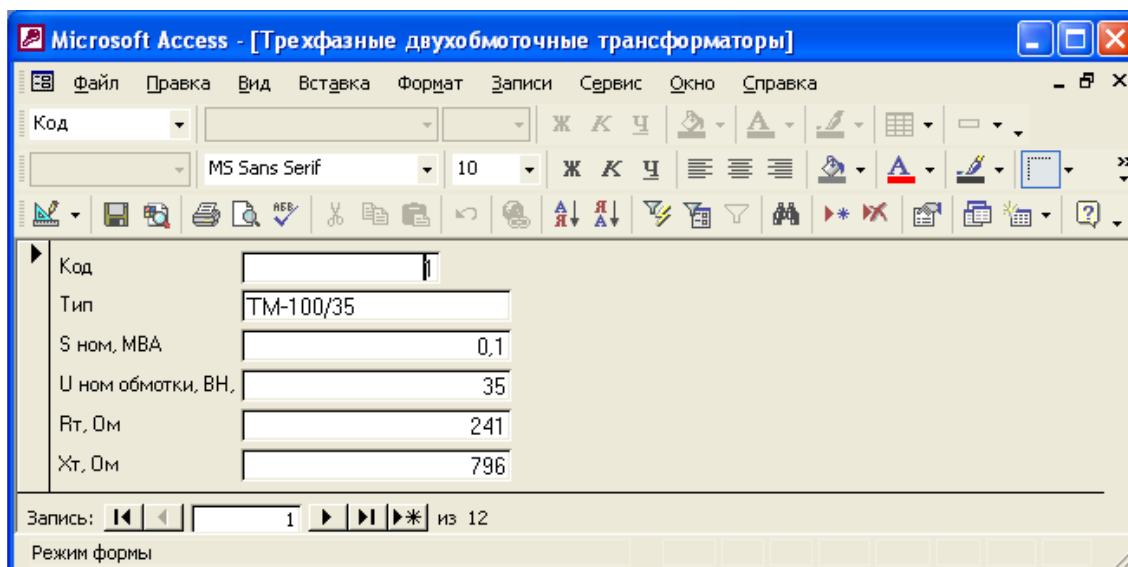 Microsoft Access - [Трехфазные двухобмоточные трансформаторы]
Файл Правка Вид Вставка Формат Записи Сервис Окно Справка
Код Ж К Ч А
MS Sans Serif 10 Ж К Ч А
Код 1
Тип ТМ-100/35
S ном, МВА 0,1
U ном обмотки, ВН, 35
Rт, Ом 241
Xт, Ом 796
Запись: 1 из 12
Режим формы